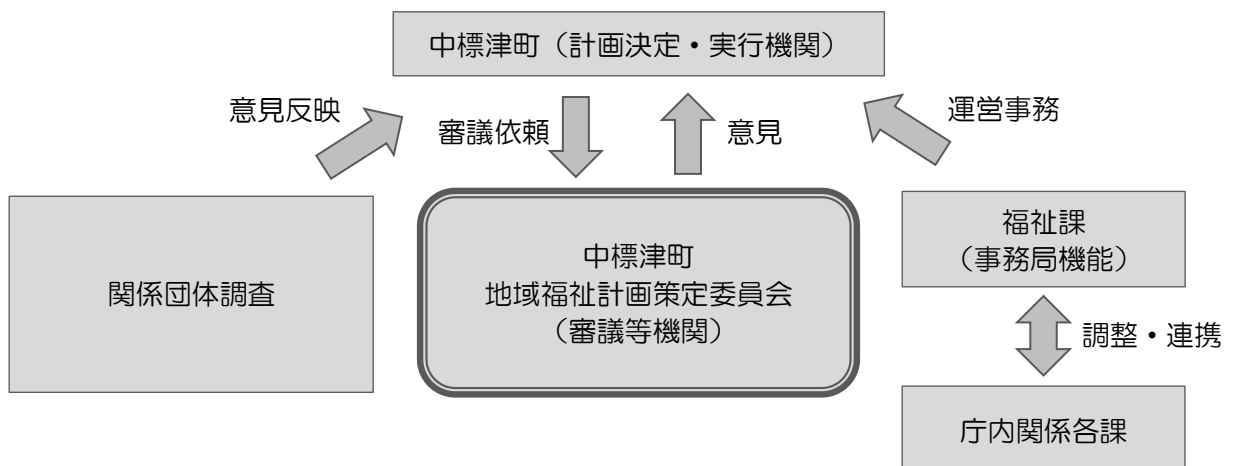 中標津町（計画決定・実行機関）
意見反映
審議依頼
意見
運営事務
関係団体調査
中標津町
地域福祉計画策定委員会
（審議等機関）
福祉課
（事務局機能）
調整・連携
庁内関係各課